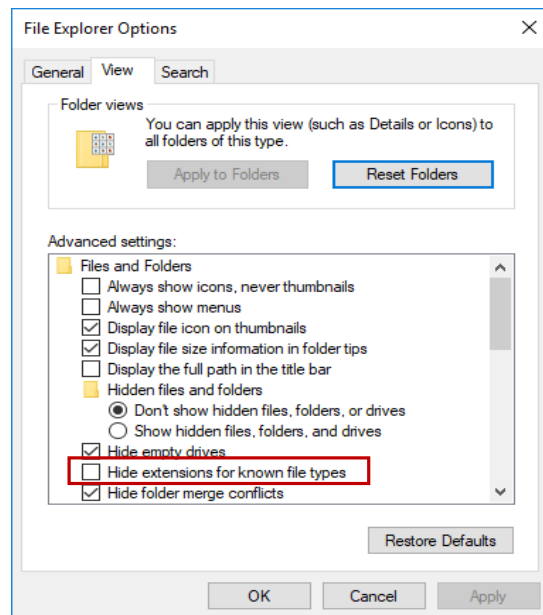 File Explorer Options
General
View
Search
Folder views
You can apply this view (such as Details or Icons) to
all folders of this type.
Apply to Folders
Reset Folders
Advanced settings:
Files and Folders
Always show icons, never thumbnails
Always show menus
Display file icon on thumbnails
Display file size information in folder tips
Display the full path in the title bar
Hidden files and folders
Don't show hidden files, folders, or drives
Show hidden files, folders, and drives
Hide empty drives
Hide extensions for known file types
Hide folder merge conflicts
Restore Defaults
OK
Cancel
Apply